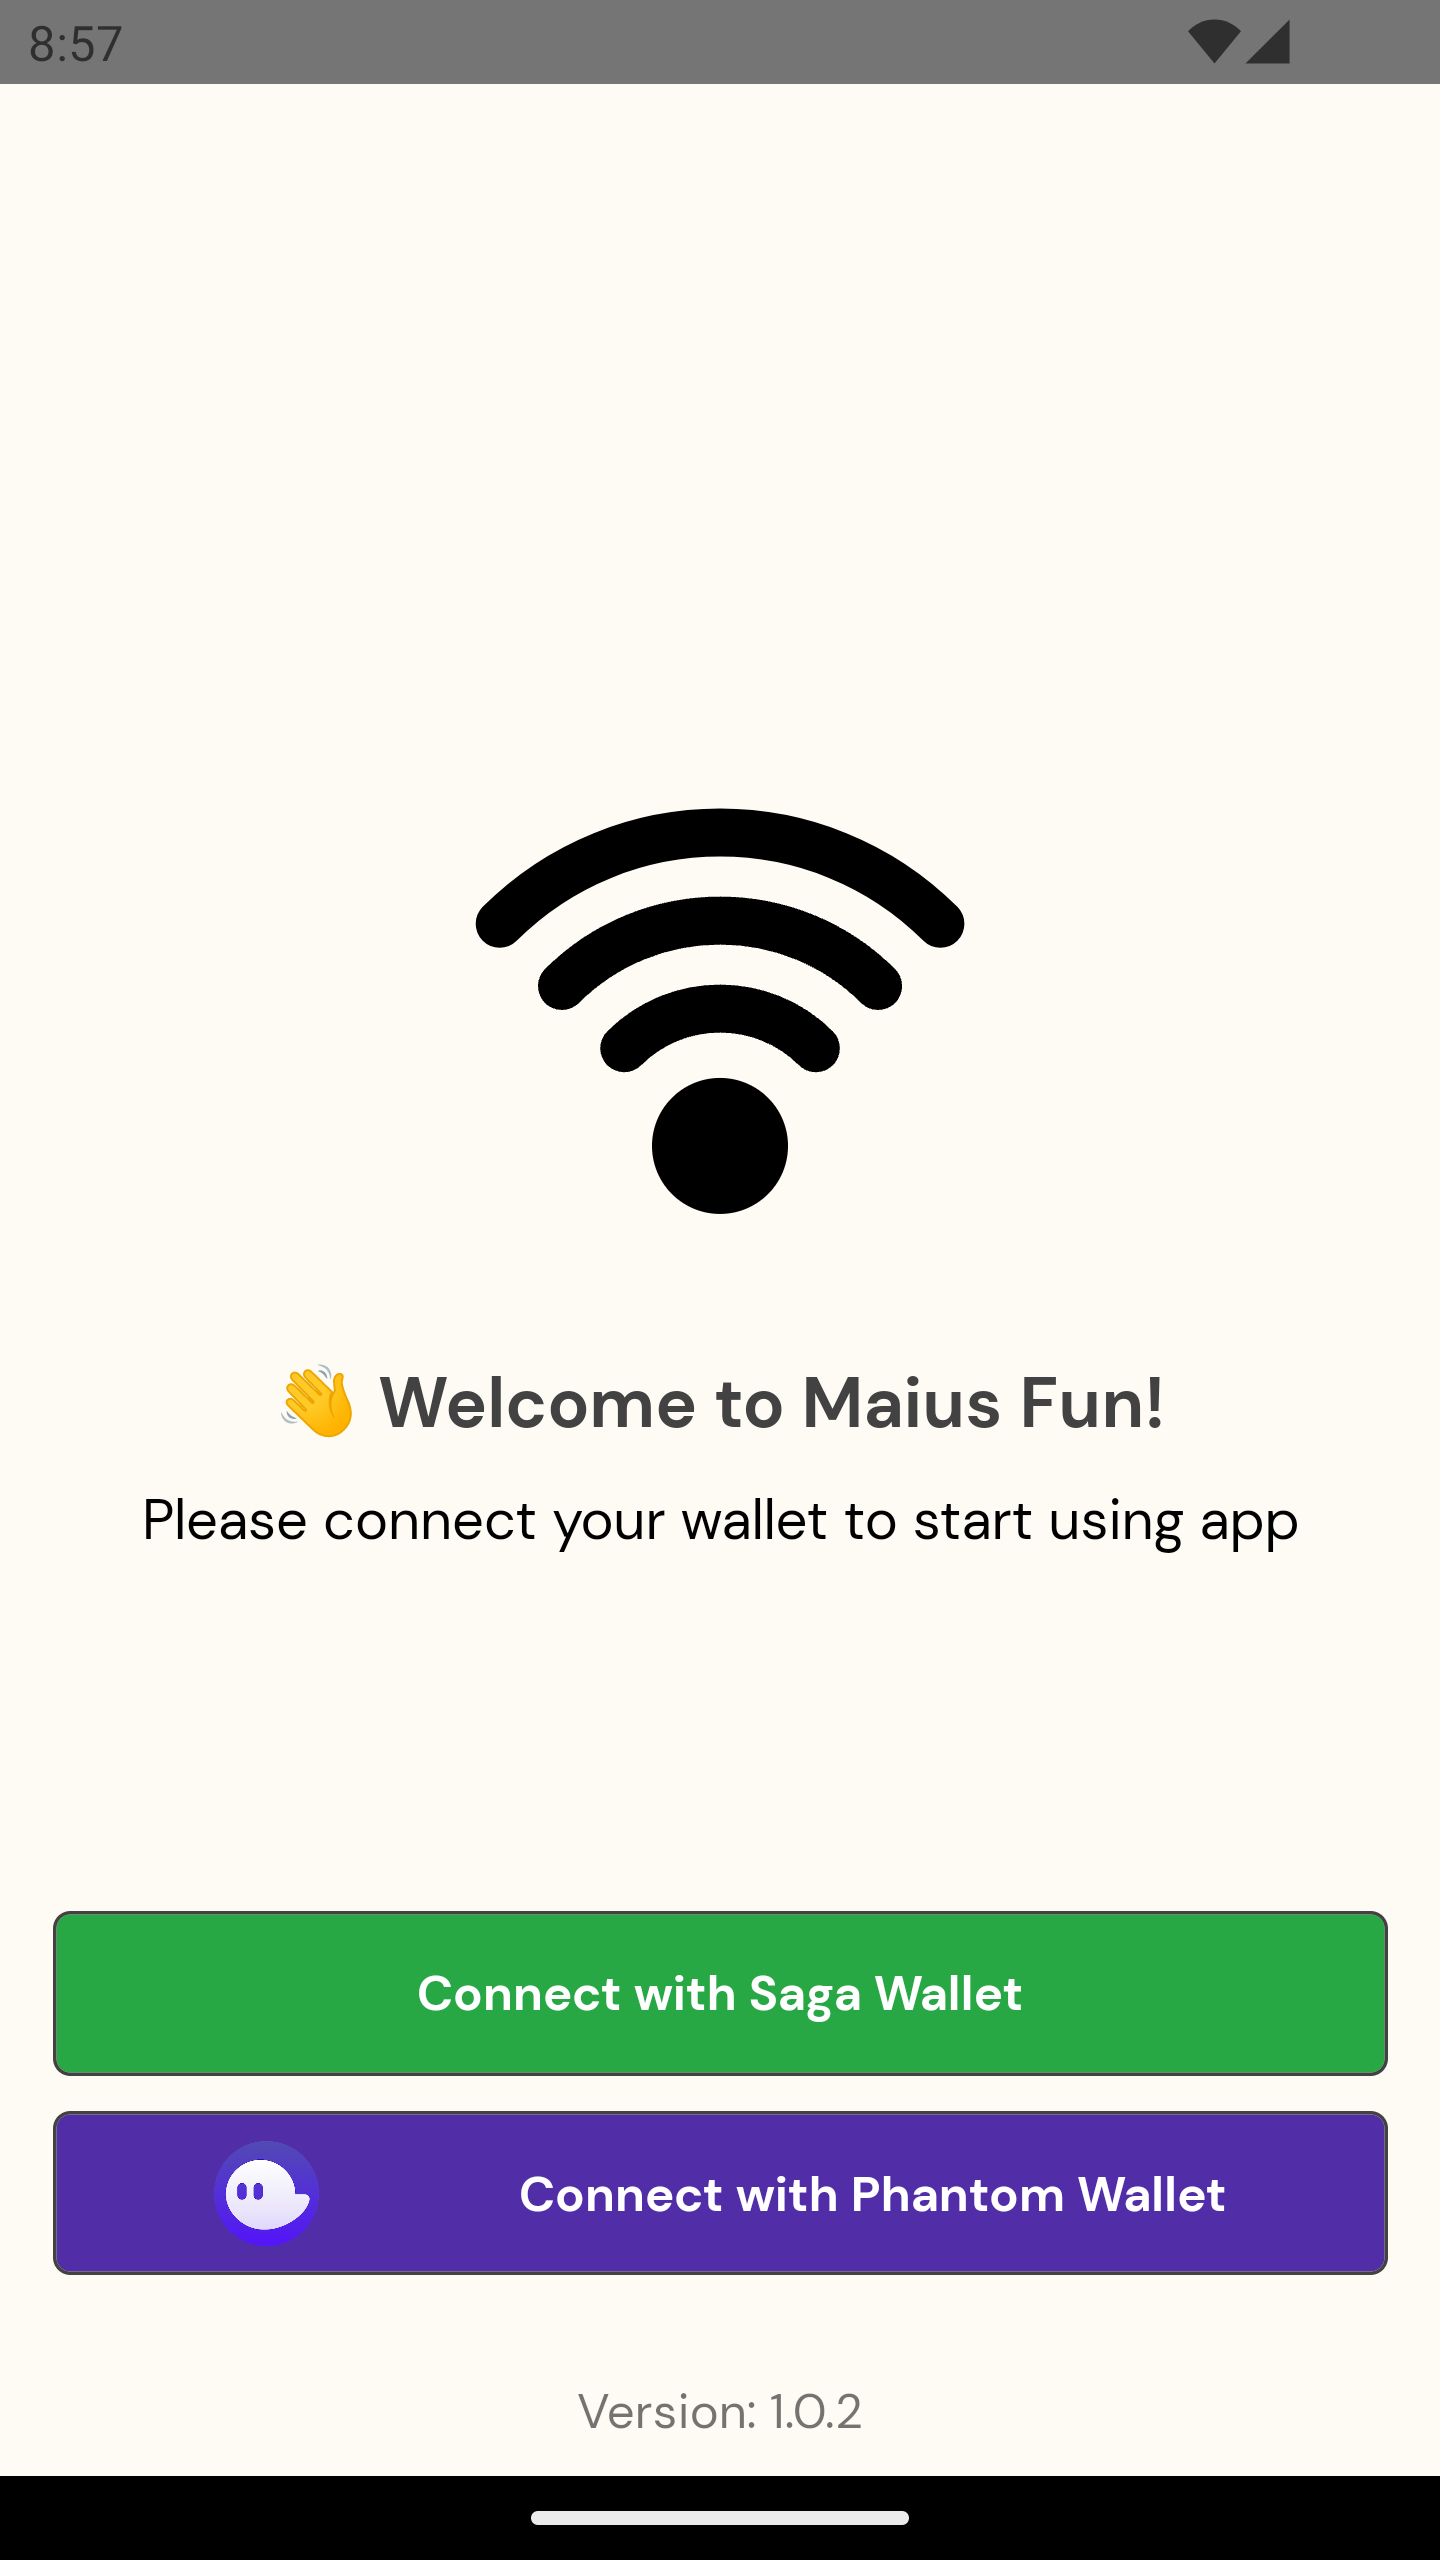 8:57
👋 Welcome to Maius Fun!
Please connect your wallet to start using app
Connect with Saga Wallet
Connect with Phantom Wallet
Version: 1.0.2